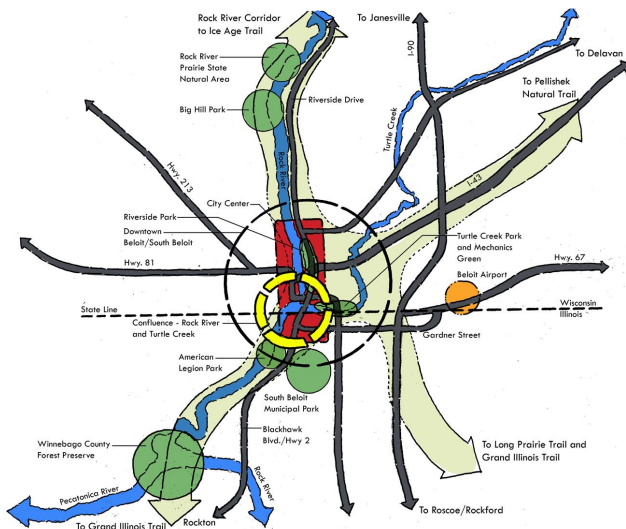 Rock River Corridor
to Ice Age Trail
To Janesville
I-90
To Delavan
Rock River
Prairie State
Natural Area
To Pellishek
Natural Trail
Big Hill Park
Riverside Drive
Turtle Creek
Rock River
Hwy. 213
I-43
City Center
Riverside Park
Downtown
Beloit/South Beloit
Turtle Creek Park
and Mechanics
Green
Hwy. 81
Hwy. 67
Beloit Airport
State Line
Wisconsin
Illinois
Confluence - Rock River
and Turtle Creek
Gardner Street
American
Legion Park
South Beloit
Municipal Park
Blackhawk
Blvd./Hwy 2
Winnebago County
Forest Preserve
To Long Prairie Trail and
Grand Illinois Trail
Pecatonica River
Rock River
To Grand Illinois Trail
Rockton
To Roscoe/Rockford